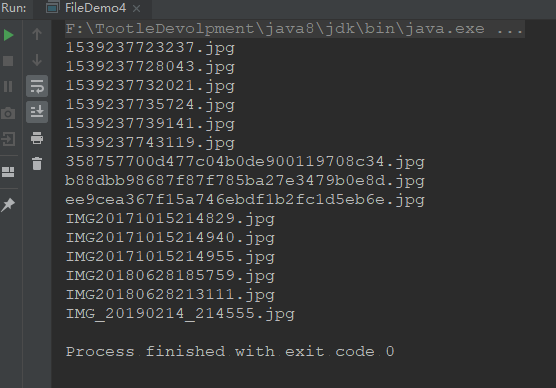 Run: FileDemo4
F:\TootleDevolpment\java8\jdk\bin\java.exe ...
1539237723237.jpg
1539237728043.jpg
1539237732021.jpg
1539237735724.jpg
1539237739141.jpg
1539237743119.jpg
358757700d477c04b0de900119708c34.jpg
b88dbb98687f87f785ba27e3479b0e8d.jpg
ee9cea367f15a746ebdf1b2fc1d5eb6e.jpg
IMG20171015214829.jpg
IMG20171015214940.jpg
IMG20171015214955.jpg
IMG20180628185759.jpg
IMG20180628213111.jpg
IMG_20190214_214555.jpg
Process finished with exit code 0